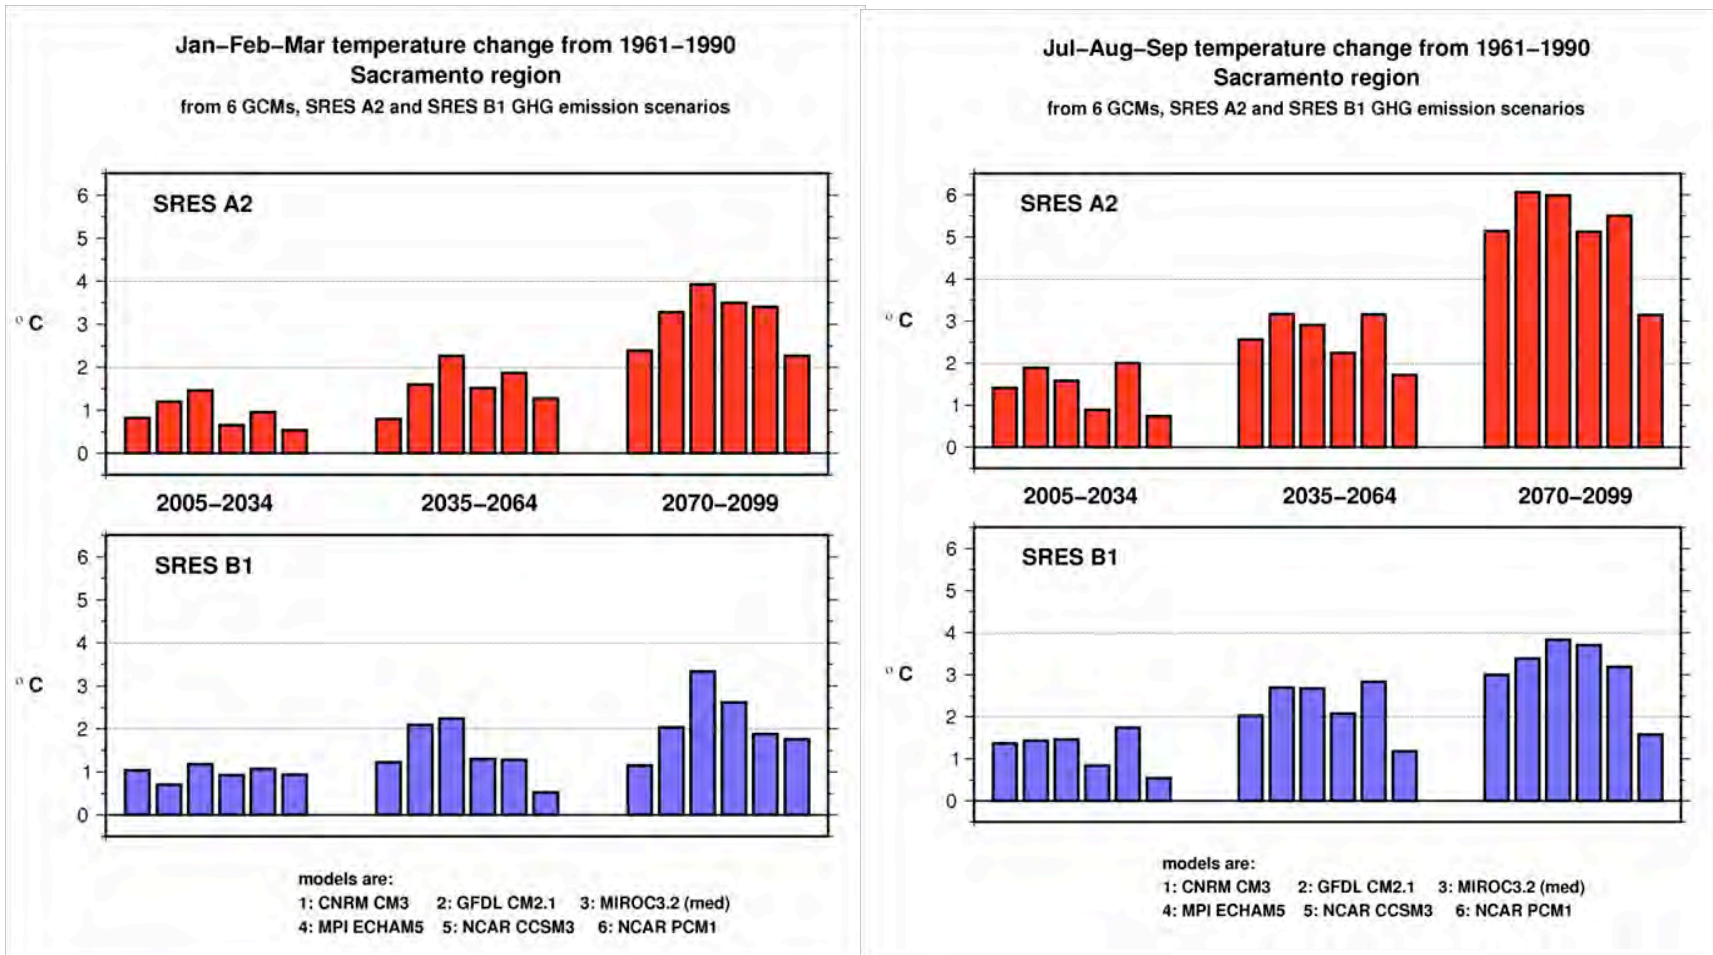 Jan–Feb–Mar temperature change from 1961–1990
Sacramento region
from 6 GCMs, SRES A2 and SRES B1 GHG emission scenarios
SRES A2
6
5
4
3
2
1
0
° C
2005–2034 2035–2064 2070–2099
SRES B1
6
5
4
3
2
1
0
° C
models are:
1: CNRM CM3 2: GFDL CM2.1 3: MIROC3.2 (med)
4: MPI ECHAM5 5: NCAR CCSM3 6: NCAR PCM1
Jul–Aug–Sep temperature change from 1961–1990
Sacramento region
from 6 GCMs, SRES A2 and SRES B1 GHG emission scenarios
SRES A2
6
5
4
3
2
1
0
° C
2005–2034 2035–2064 2070–2099
SRES B1
6
5
4
3
2
1
0
° C
models are:
1: CNRM CM3 2: GFDL CM2.1 3: MIROC3.2 (med)
4: MPI ECHAM5 5: NCAR CCSM3 6: NCAR PCM1